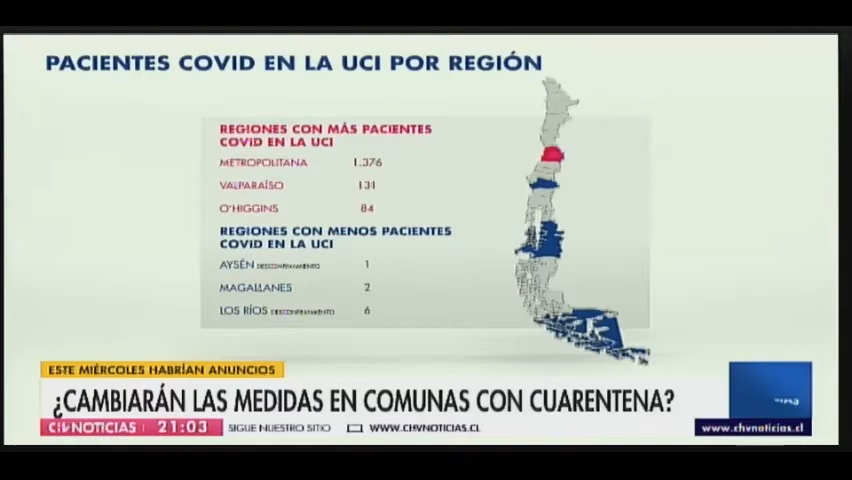 PACIENTES COVID EN LA UCI POR REGIÓN
REGIONES CON MÁS PACIENTES
COVID EN LA UCI
METROPOLITANA 1.376
VALPARAÍSO 131
O'HIGGINS 84
REGIONES CON MENOS PACIENTES
COVID EN LA UCI
AYSÉN DESCONFINAMIENTO 1
MAGALLANES 2
LOS RÍOS DESCONFINAMIENTO 6
ESTE MIÉRCOLES HABRÍAN ANUNCIOS
¿CAMBIARÁN LAS MEDIDAS EN COMUNAS CON CUARENTENA?
CHVNOTICIAS 21:03 SIGUE NUESTRO SITIO WWW.CHVNOTICIAS.CL
www.chvnoticias.cl